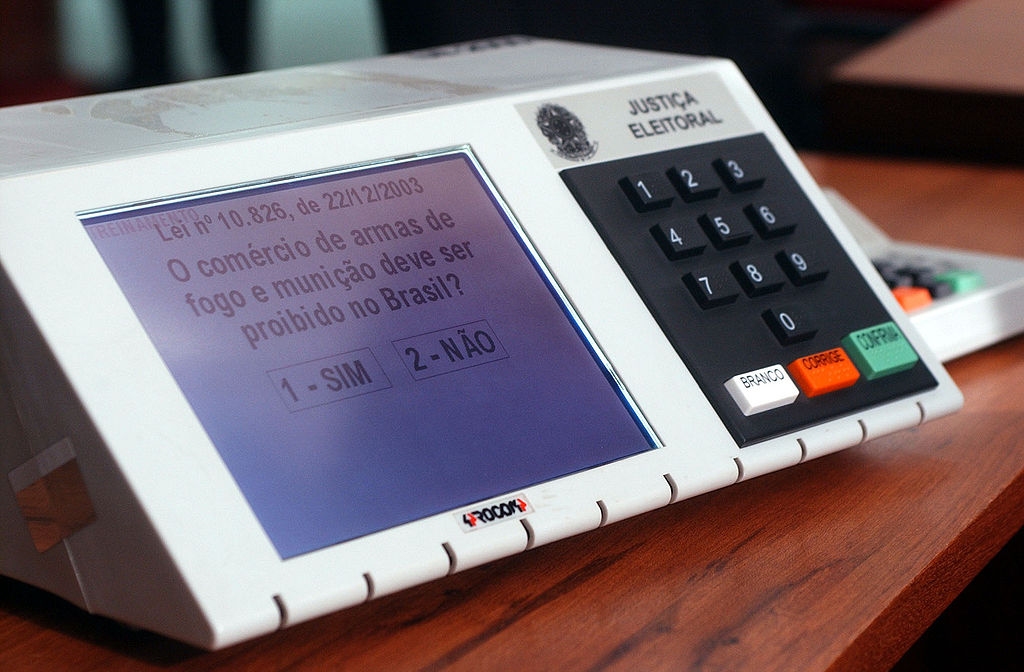 TREINAMENTO
Lei nº 10.826, de 22/12/2003
O comércio de armas de
fogo e munição deve ser
proibido no Brasil?
1 - SIM
2 - NÃO
PROCOMP
JUSTIÇA
ELEITORAL
1 2 3
4 5 6
7 8 9
0
BRANCO CORRIGE CONFIRMA